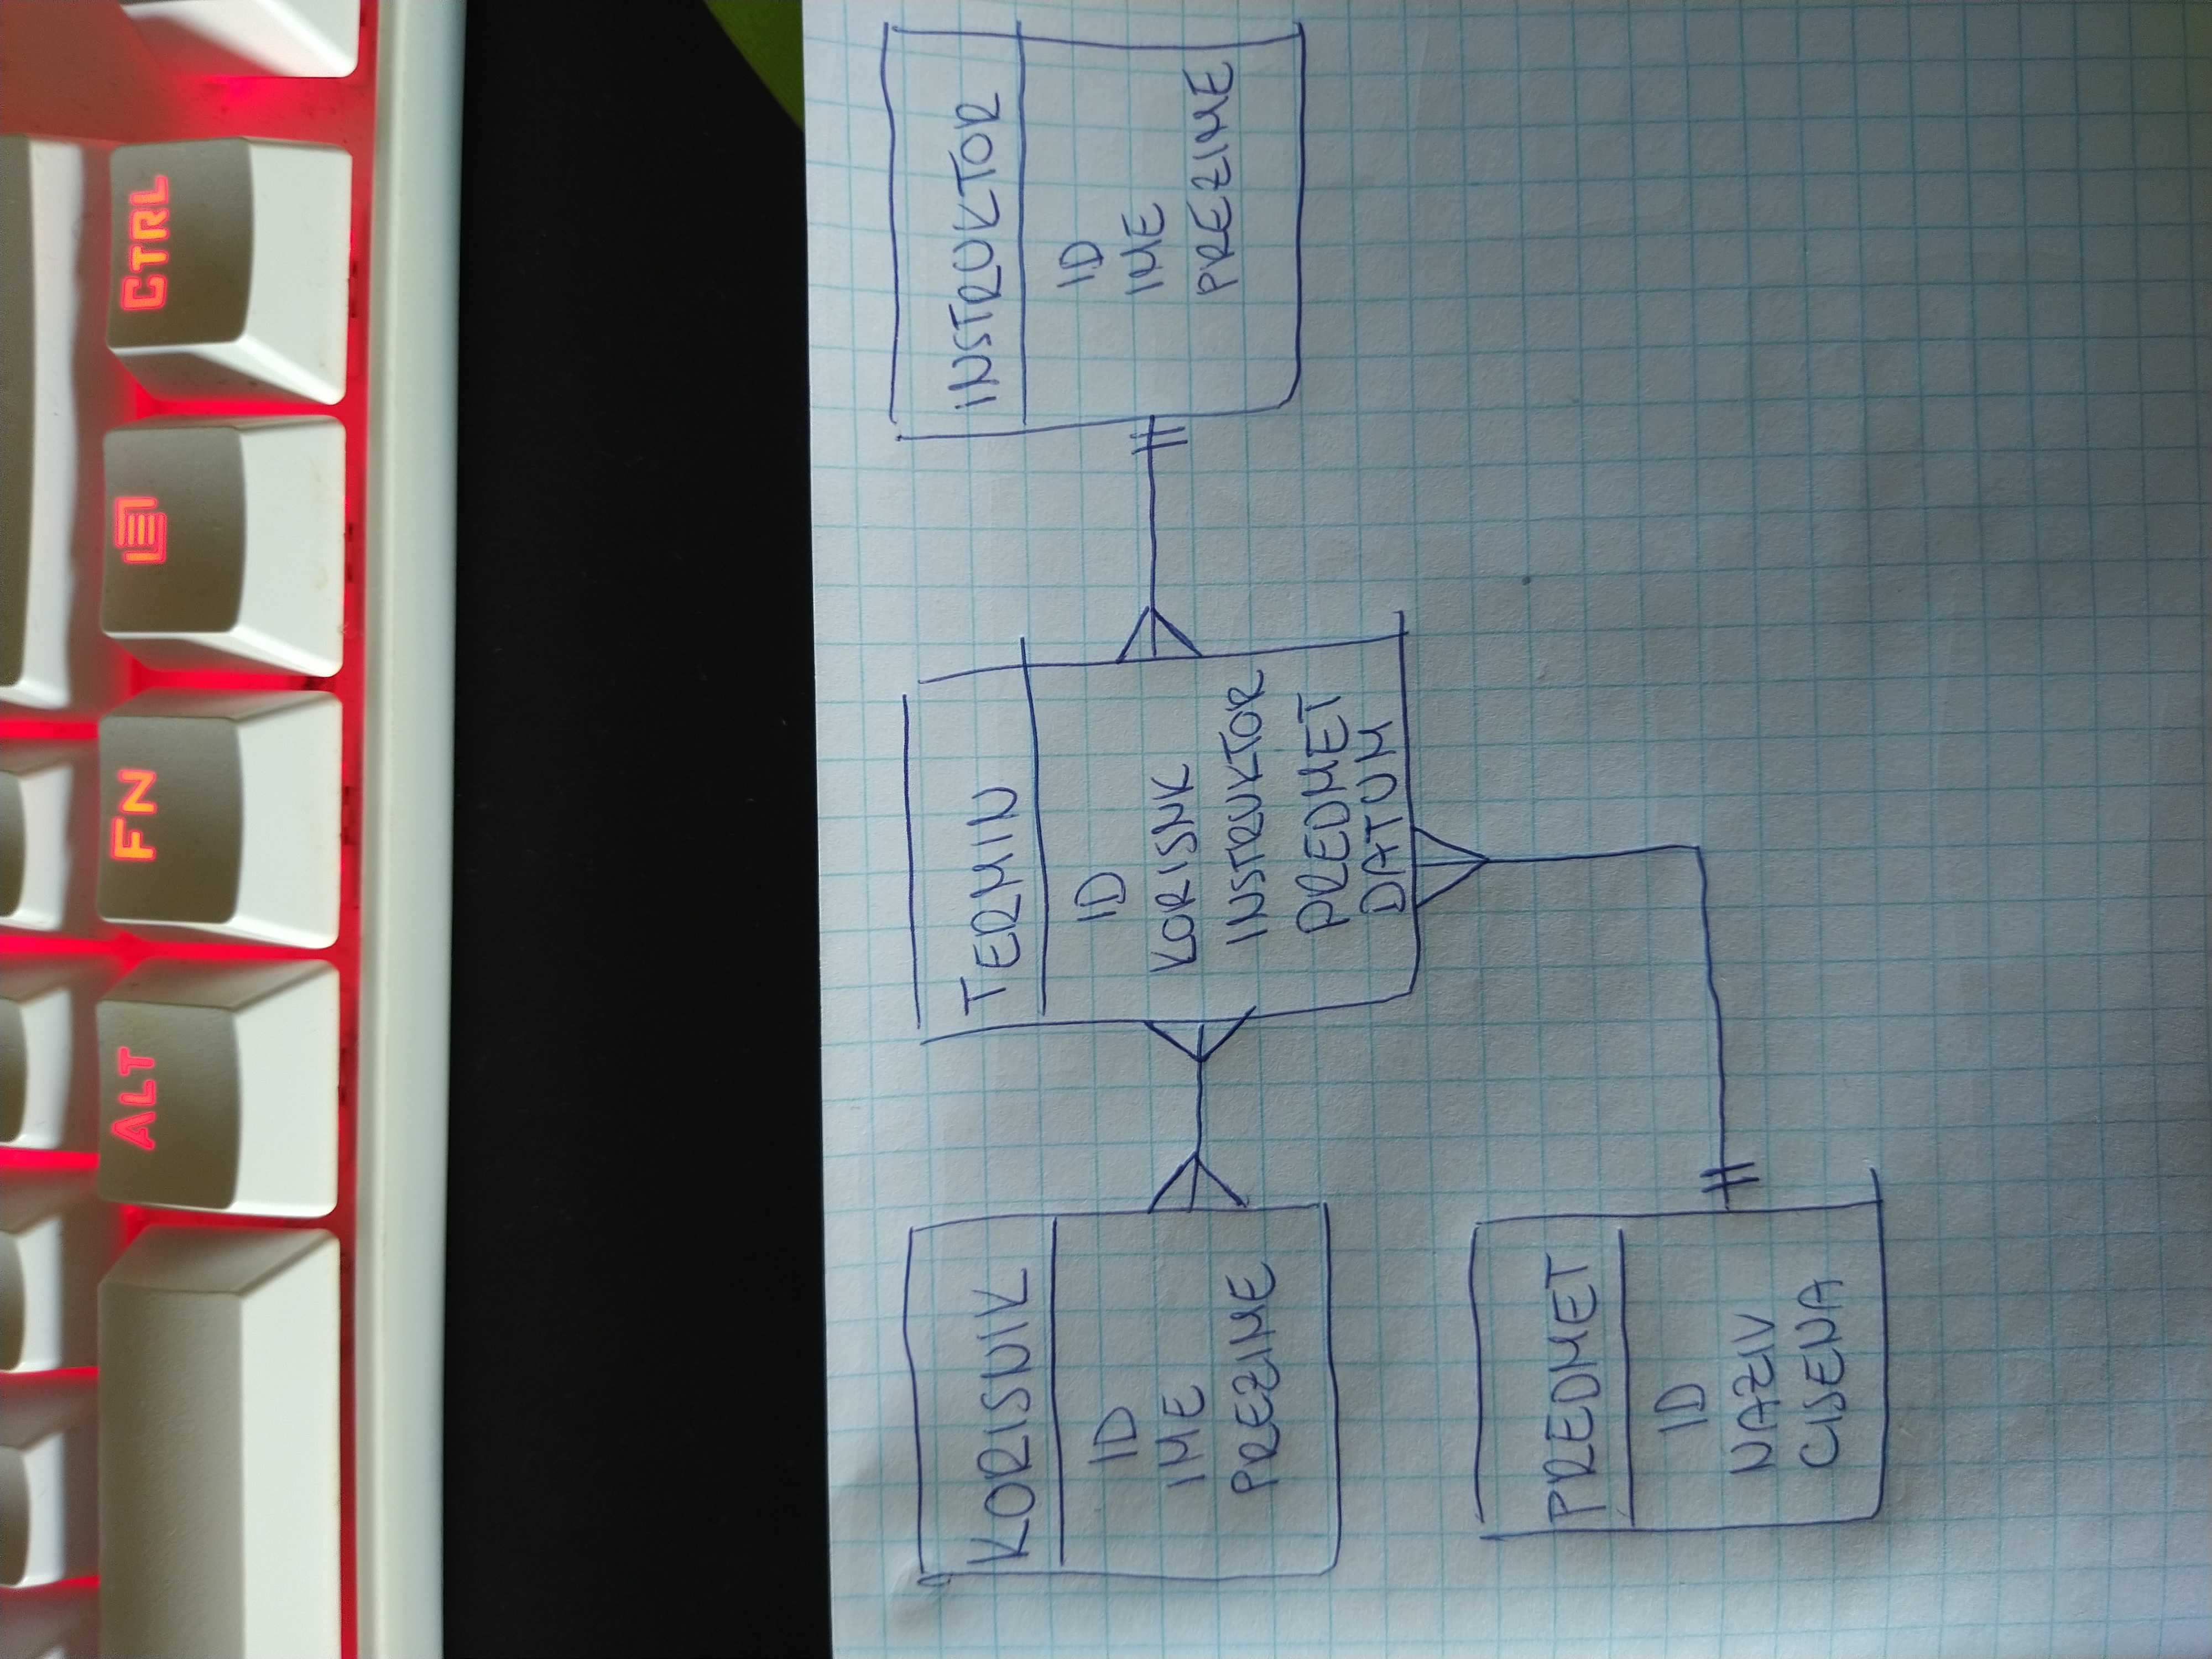 ALT FN CTRL
KORISNIK
ID
IME
PREZIME
TERMIN
ID
KORISNK
INSTRUKTOR
PREDMET
DATUM
INSTRUKTOR
ID
IME
PREZIME
PREDMET
ID
NAZIV
CIJENA